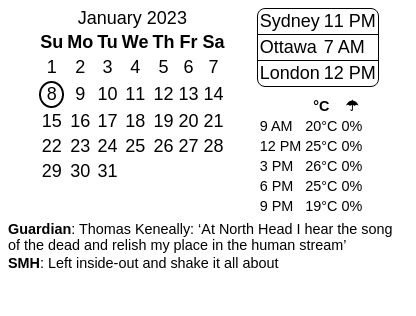 January 2023
Su Mo Tu We Th Fr Sa
1 2 3 4 5 6 7
8 9 10 11 12 13 14
15 16 17 18 19 20 21
22 23 24 25 26 27 28
29 30 31
Sydney 11 PM
Ottawa 7 AM
London 12 PM
°C ☂
9 AM 20°C 0%
12 PM 25°C 0%
3 PM 26°C 0%
6 PM 25°C 0%
9 PM 19°C 0%
Guardian: Thomas Keneally: ‘At North Head I hear the song
of the dead and relish my place in the human stream’
SMH: Left inside-out and shake it all about